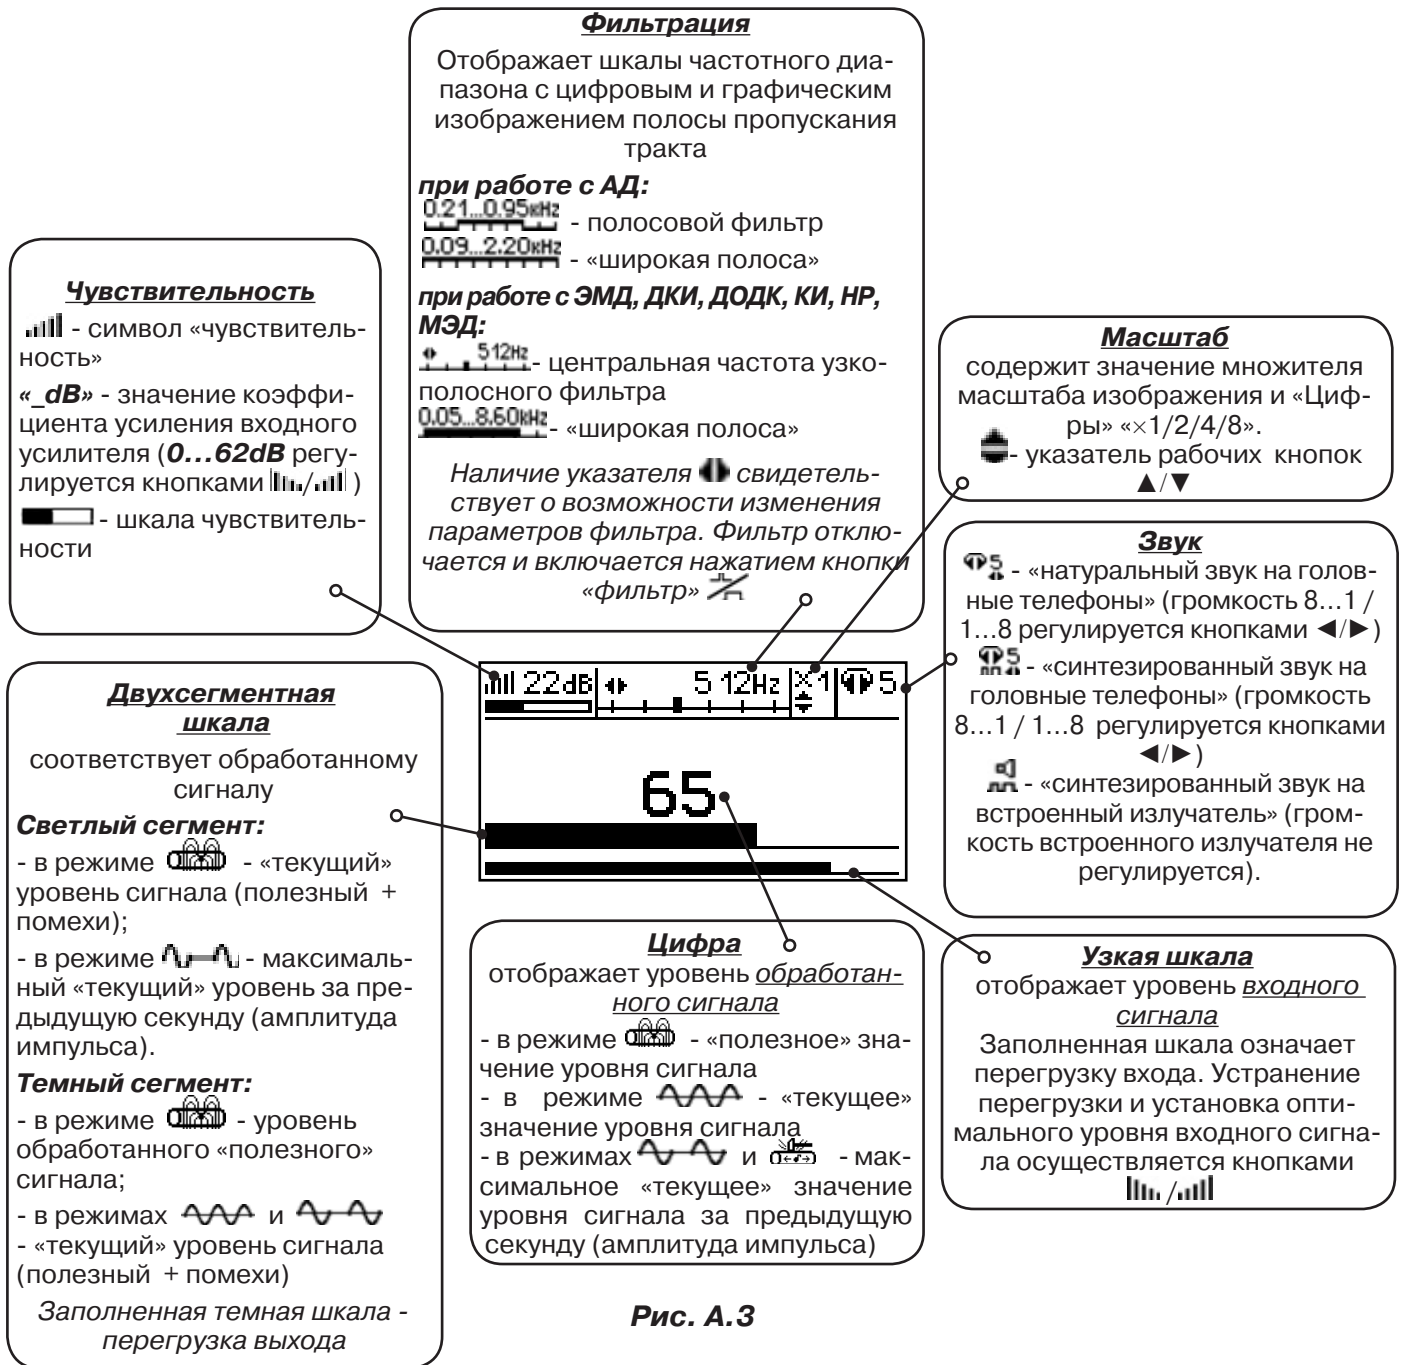 Фильтрация
Отображает шкалы частотного диа-
пазона с цифровым и графическим
изображением полосы пропускания
тракта
при работе с АД:
0.21...0.95кHz - полосовой фильтр
0.09...2.20кHz - «широкая полоса»
при работе с ЭМД, ДКИ, ДОДК, КИ, НР,
МЭД:
512Hz - центральная частота узко-
полосного фильтра
0.05...8.60кHz - «широкая полоса»
Наличие указателя свидетель-
ствует о возможности изменения
параметров фильтра. Фильтр отклю-
чается и включается нажатием кнопки
«фильтр»
Чувствительность
- символ «чувствитель-
ность»
«_dB» - значение коэффи-
циента усиления входного
усилителя (0...62dB регу-
лируется кнопками / )
- шкала чувствитель-
ности
Масштаб
содержит значение множителя
масштаба изображения и «Циф-
ры» «×1/2/4/8».
- указатель рабочих кнопок
▲/▼
Звук
5 - «натуральный звук на голов-
ные телефоны» (громкость 8...1 /
1...8 регулируется кнопками ◄/►)
5 - «синтезированный звук на
головные телефоны» (громкость
8...1 / 1...8 регулируется кнопками
◄/►)
- «синтезированный звук на
встроенный излучатель» (гром-
кость встроенного излучателя не
регулируется).
Двухсегментная
шкала
соответствует обработанному
сигналу
Светлый сегмент:
- в режиме - «текущий»
уровень сигнала (полезный +
помехи);
- в режиме - максималь-
ный «текущий» уровень за пре-
дыдущую секунду (амплитуда
импульса).
Темный сегмент:
- в режиме - уровень
обработанного «полезного»
сигнала;
- в режимах и
- «текущий» уровень сигнала
(полезный + помехи)
Заполненная темная шкала -
перегрузка выхода
22dB 512Hz X1 5
65
Цифра
отображает уровень обработан-
ного сигнала
- в режиме - «полезное» зна-
чение уровня сигнала
- в режиме - «текущее»
значение уровня сигнала
- в режимах и - мак-
симальное «текущее» значение
уровня сигнала за предыдущую
секунду (амплитуда импульса)
Узкая шкала
отображает уровень входного
сигнала
Заполненная шкала означает
перегрузку входа. Устранение
перегрузки и установка опти-
мального уровня входного сигна-
ла осуществляется кнопками
/
Рис. А.3